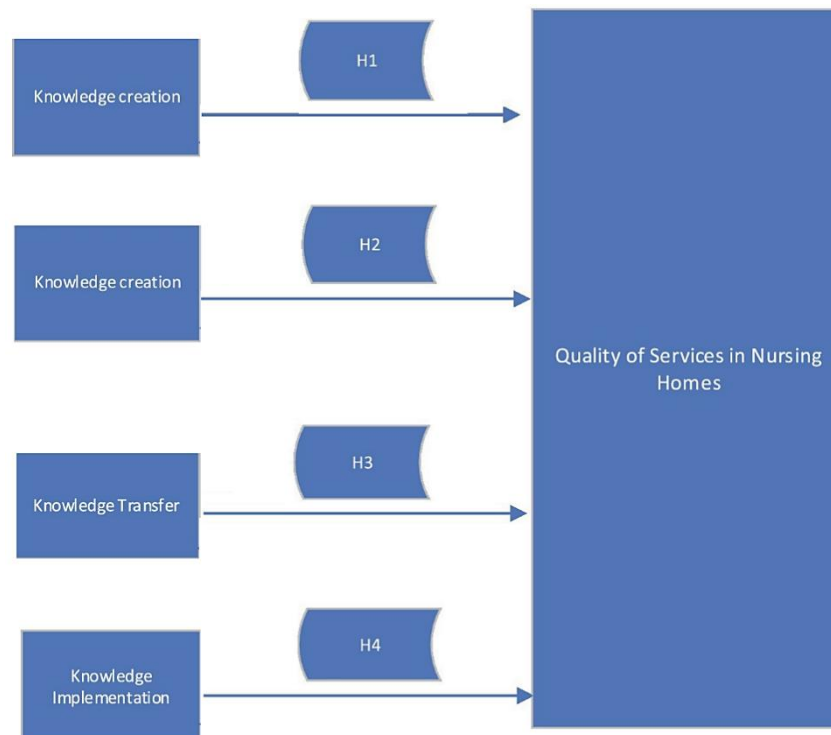 H1
Knowledge creation
H2
Knowledge creation
Quality of Services in Nursing
Homes
H3
Knowledge Transfer
H4
Knowledge
Implementation